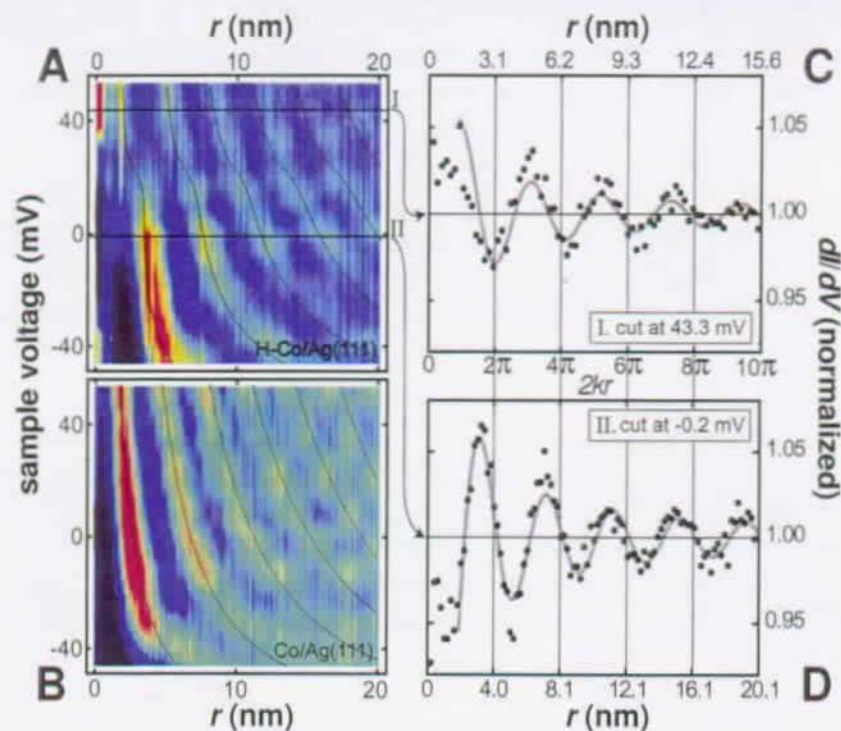 r (nm)
0 10 20
A
sample voltage (mV)
40
0
-40
I
II
H-Co/Ag(111)
40
0
-40
Co/Ag(111)
B
0 10 20
r (nm)
r (nm)
0 3.1 6.2 9.3 12.4 15.6
C
1.05
1.00
0.95
I. cut at 43.3 mV
0 2π 4π 6π 8π 10π
2kr
dI/dV (normalized)
II. cut at -0.2 mV
1.05
1.00
0.95
0 4.0 8.1 12.1 16.1 20.1
r (nm)
D